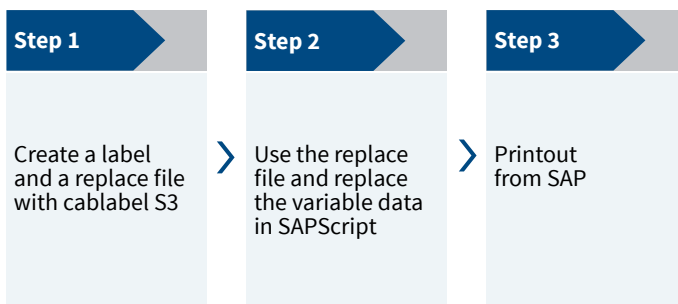 Step 1
Create a label
and a replace file
with cablabel S3
Step 2
Use the replace
file and replace
the variable data
in SAPScript
Step 3
Printout
from SAP